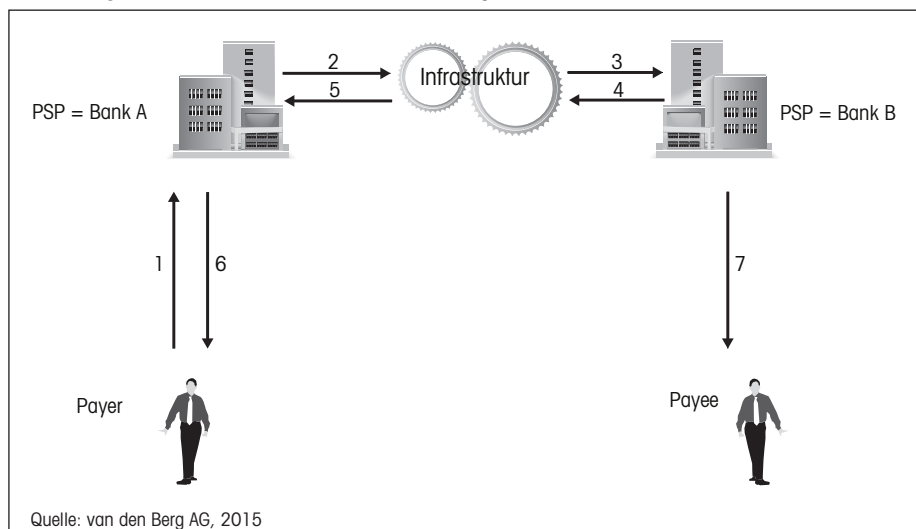 2
Infrastruktur
3
5
4
PSP = Bank A
PSP = Bank B
1
6
7
Payer
Payee
Quelle: van den Berg AG, 2015